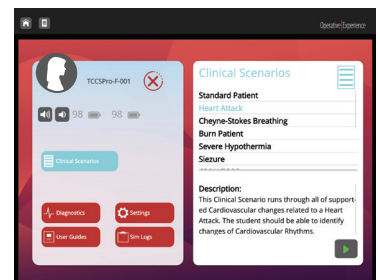 Operative|Experience
TCCSPro-F-001
98
98
Clinical Scenarios
Diagnostics
Settings
User Guides
Sim Logs
Clinical Scenarios
Standard Patient
Heart Attack
Cheyne-Stokes Breathing
Burn Patient
Severe Hypothermia
Siezure
Description:
This Clinical Scenario runs through all of support-
ed Cardiovascular changes related to a Heart
Attack. The student should be able to identify
changes of Cardiovascular Rhythms.